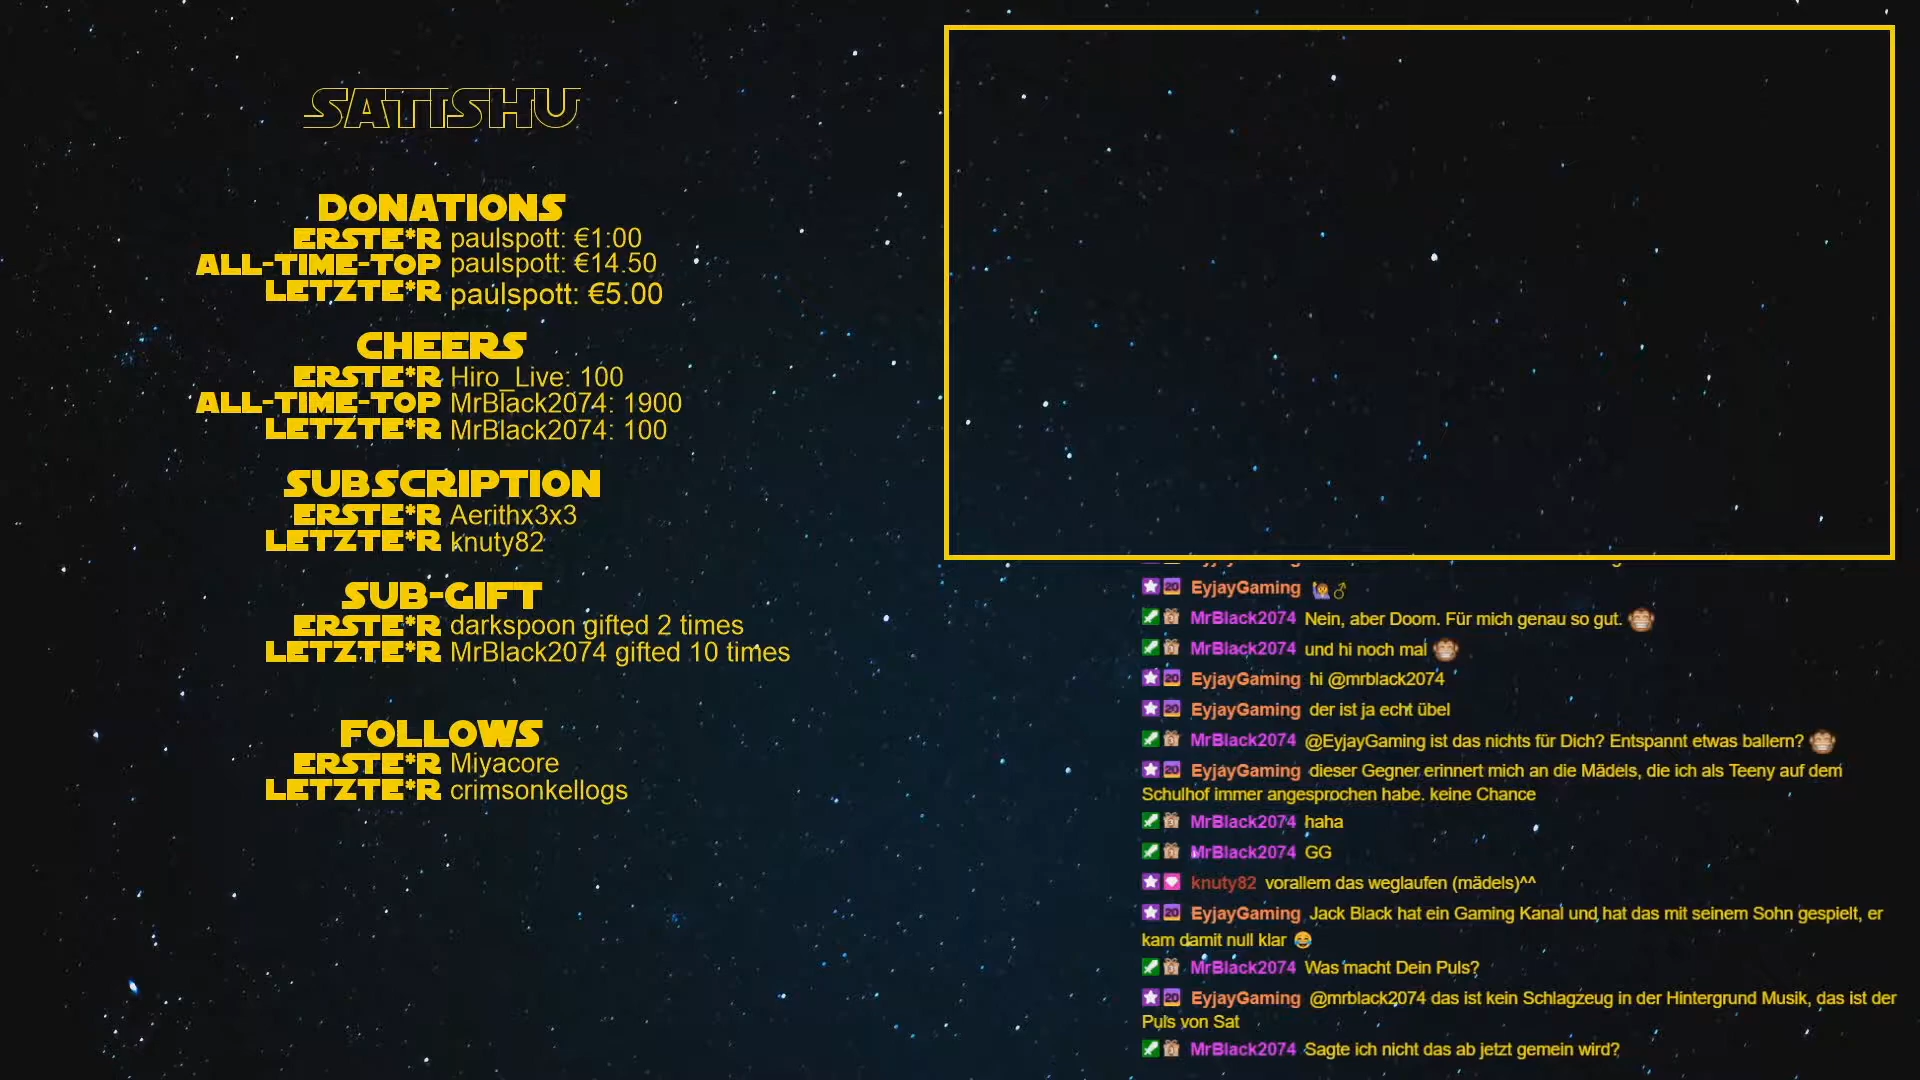 SATISHU
DONATIONS
ERSTE*R paulspott: €1:00
ALL-TIME-TOP paulspott: €14.50
LETZTE*R paulspott: €5.00
CHEERS
ERSTE*R Hiro_Live: 100
ALL-TIME-TOP MrBlack2074: 1900
LETZTE*R MrBlack2074: 100
SUBSCRIPTION
ERSTE*R Aerithx3x3
LETZTE*R knuty82
SUB-GIFT
ERSTE*R darkspoon gifted 2 times
LETZTE*R MrBlack2074 gifted 10 times
FOLLOWS
ERSTE*R Miyacore
LETZTE*R crimsonkellogs
20 EyjayGaming 🙋♂
MrBlack2074 Nein, aber Doom. Für mich genau so gut.
MrBlack2074 und hi noch mal
20 EyjayGaming hi @mrblack2074
20 EyjayGaming der ist ja echt übel
MrBlack2074 @EyjayGaming ist das nichts für Dich? Entspannt etwas ballern?
20 EyjayGaming dieser Gegner erinnert mich an die Mädels, die ich als Teeny auf dem
Schulhof immer angesprochen habe. keine Chance
MrBlack2074 haha
MrBlack2074 GG
knuty82 vorallem das weglaufen (mädels)^^
20 EyjayGaming Jack Black hat ein Gaming Kanal und hat das mit seinem Sohn gespielt, er
kam damit null klar 😂
MrBlack2074 Was macht Dein Puls?
20 EyjayGaming @mrblack2074 das ist kein Schlagzeug in der Hintergrund Musik, das ist der
Puls von Sat
MrBlack2074 Sagte ich nicht das ab jetzt gemein wird?